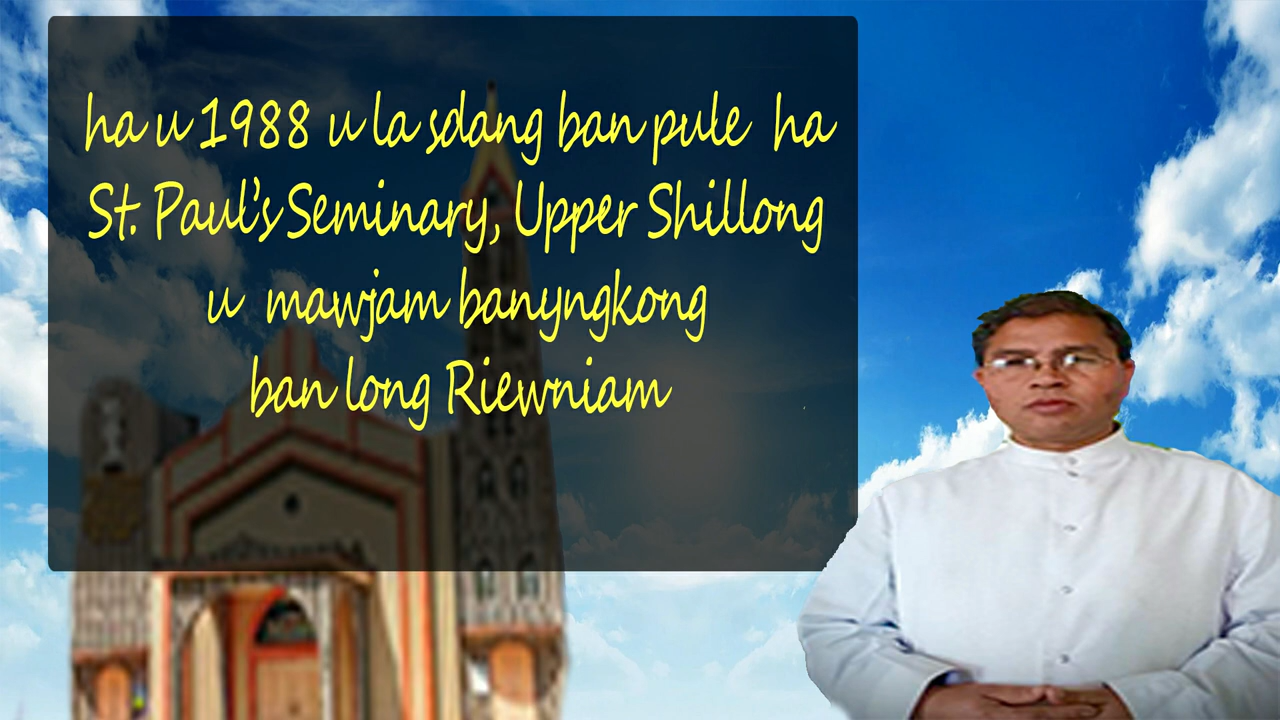 ha u 1988 u la sdang ban pule ha
St. Paul's Seminary, Upper Shillong
u mawjam banyngkong
ban long Riewniam